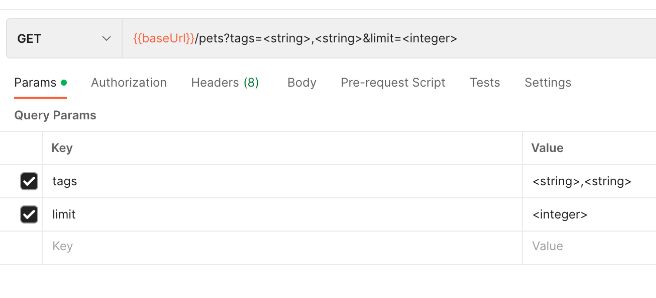 GET {{baseUrl}}/pets?tags=<string>,<string>&limit=<integer>
Params Authorization Headers (8) Body Pre-request Script Tests Settings
Query Params
Key Value
tags <string>,<string>
limit <integer>
Key Value